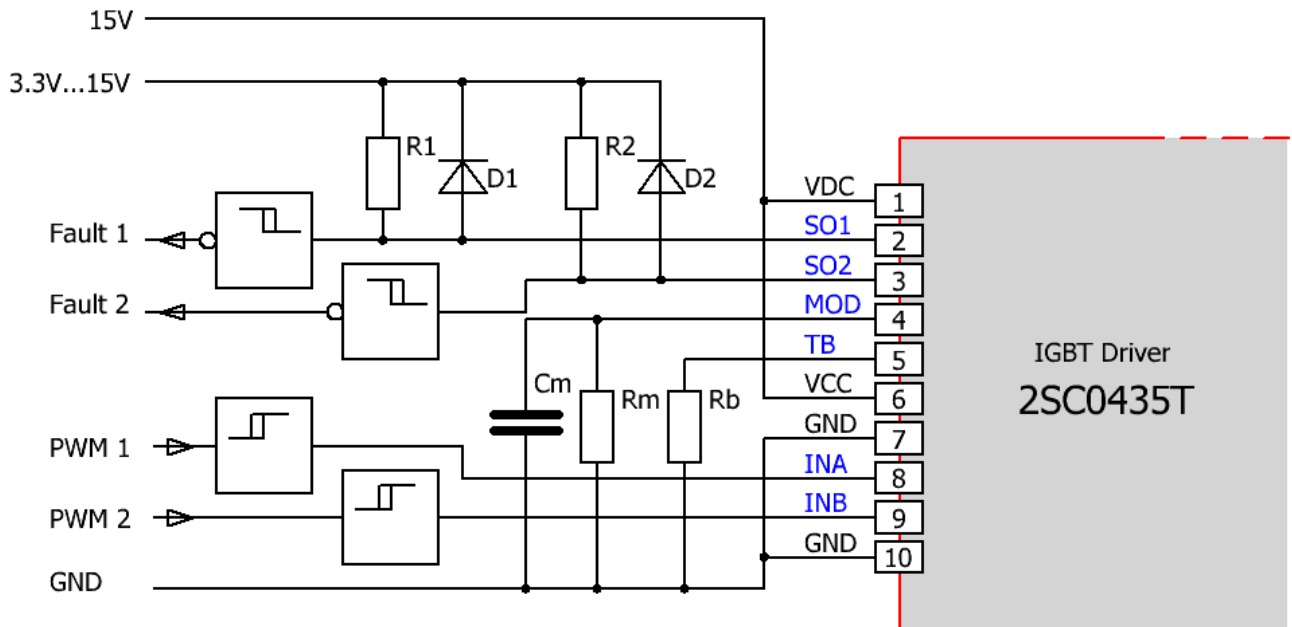 15V
3.3V...15V
R1
D1
R2
D2
VDC
1
Fault 1
SO1
2
SO2
3
Fault 2
MOD
4
TB
5
IGBT Driver
2SC0435T
Cm
Rm
Rb
VCC
6
GND
7
PWM 1
INA
8
PWM 2
INB
9
GND
10
GND